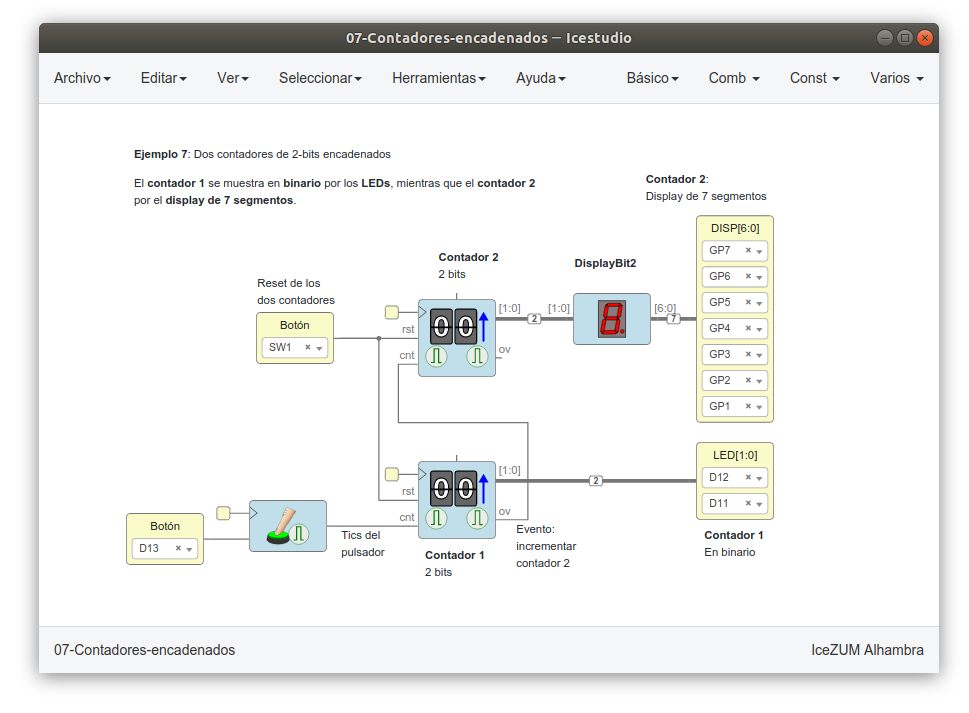 07-Contadores-encadenados – Icestudio
Archivo Editar Ver Seleccionar Herramientas Ayuda Básico Comb Const Varios
Ejemplo 7: Dos contadores de 2-bits encadenados
El contador 1 se muestra en binario por los LEDs, mientras que el contador 2
por el display de 7 segmentos.
Contador 2:
Display de 7 segmentos
DISP[6:0]
GP7
GP6
GP5
GP4
GP3
GP2
GP1
Contador 2
2 bits
DisplayBit2
Reset de los
dos contadores
Botón
SW1
rst
cnt
00
[1:0]
ov
2
[1:0]
8.
[6:0]
7
LED[1:0]
D12
D11
Contador 1
En binario
rst
cnt
00
[1:0]
ov
2
Botón
D13
Tics del
pulsador
Contador 1
2 bits
Evento:
incrementar
contador 2
07-Contadores-encadenados
IceZUM Alhambra